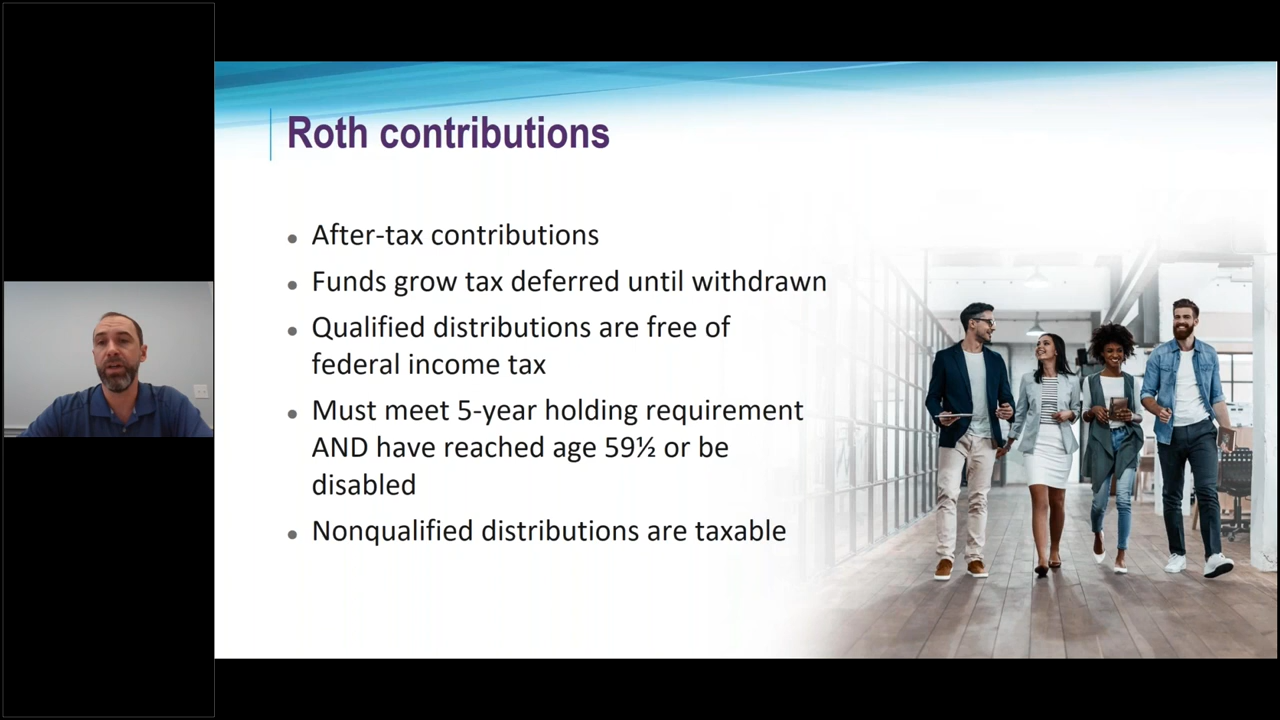 Roth contributions
After-tax contributions
Funds grow tax deferred until withdrawn
Qualified distributions are free of
federal income tax
Must meet 5-year holding requirement
AND have reached age 59½ or be
disabled
Nonqualified distributions are taxable